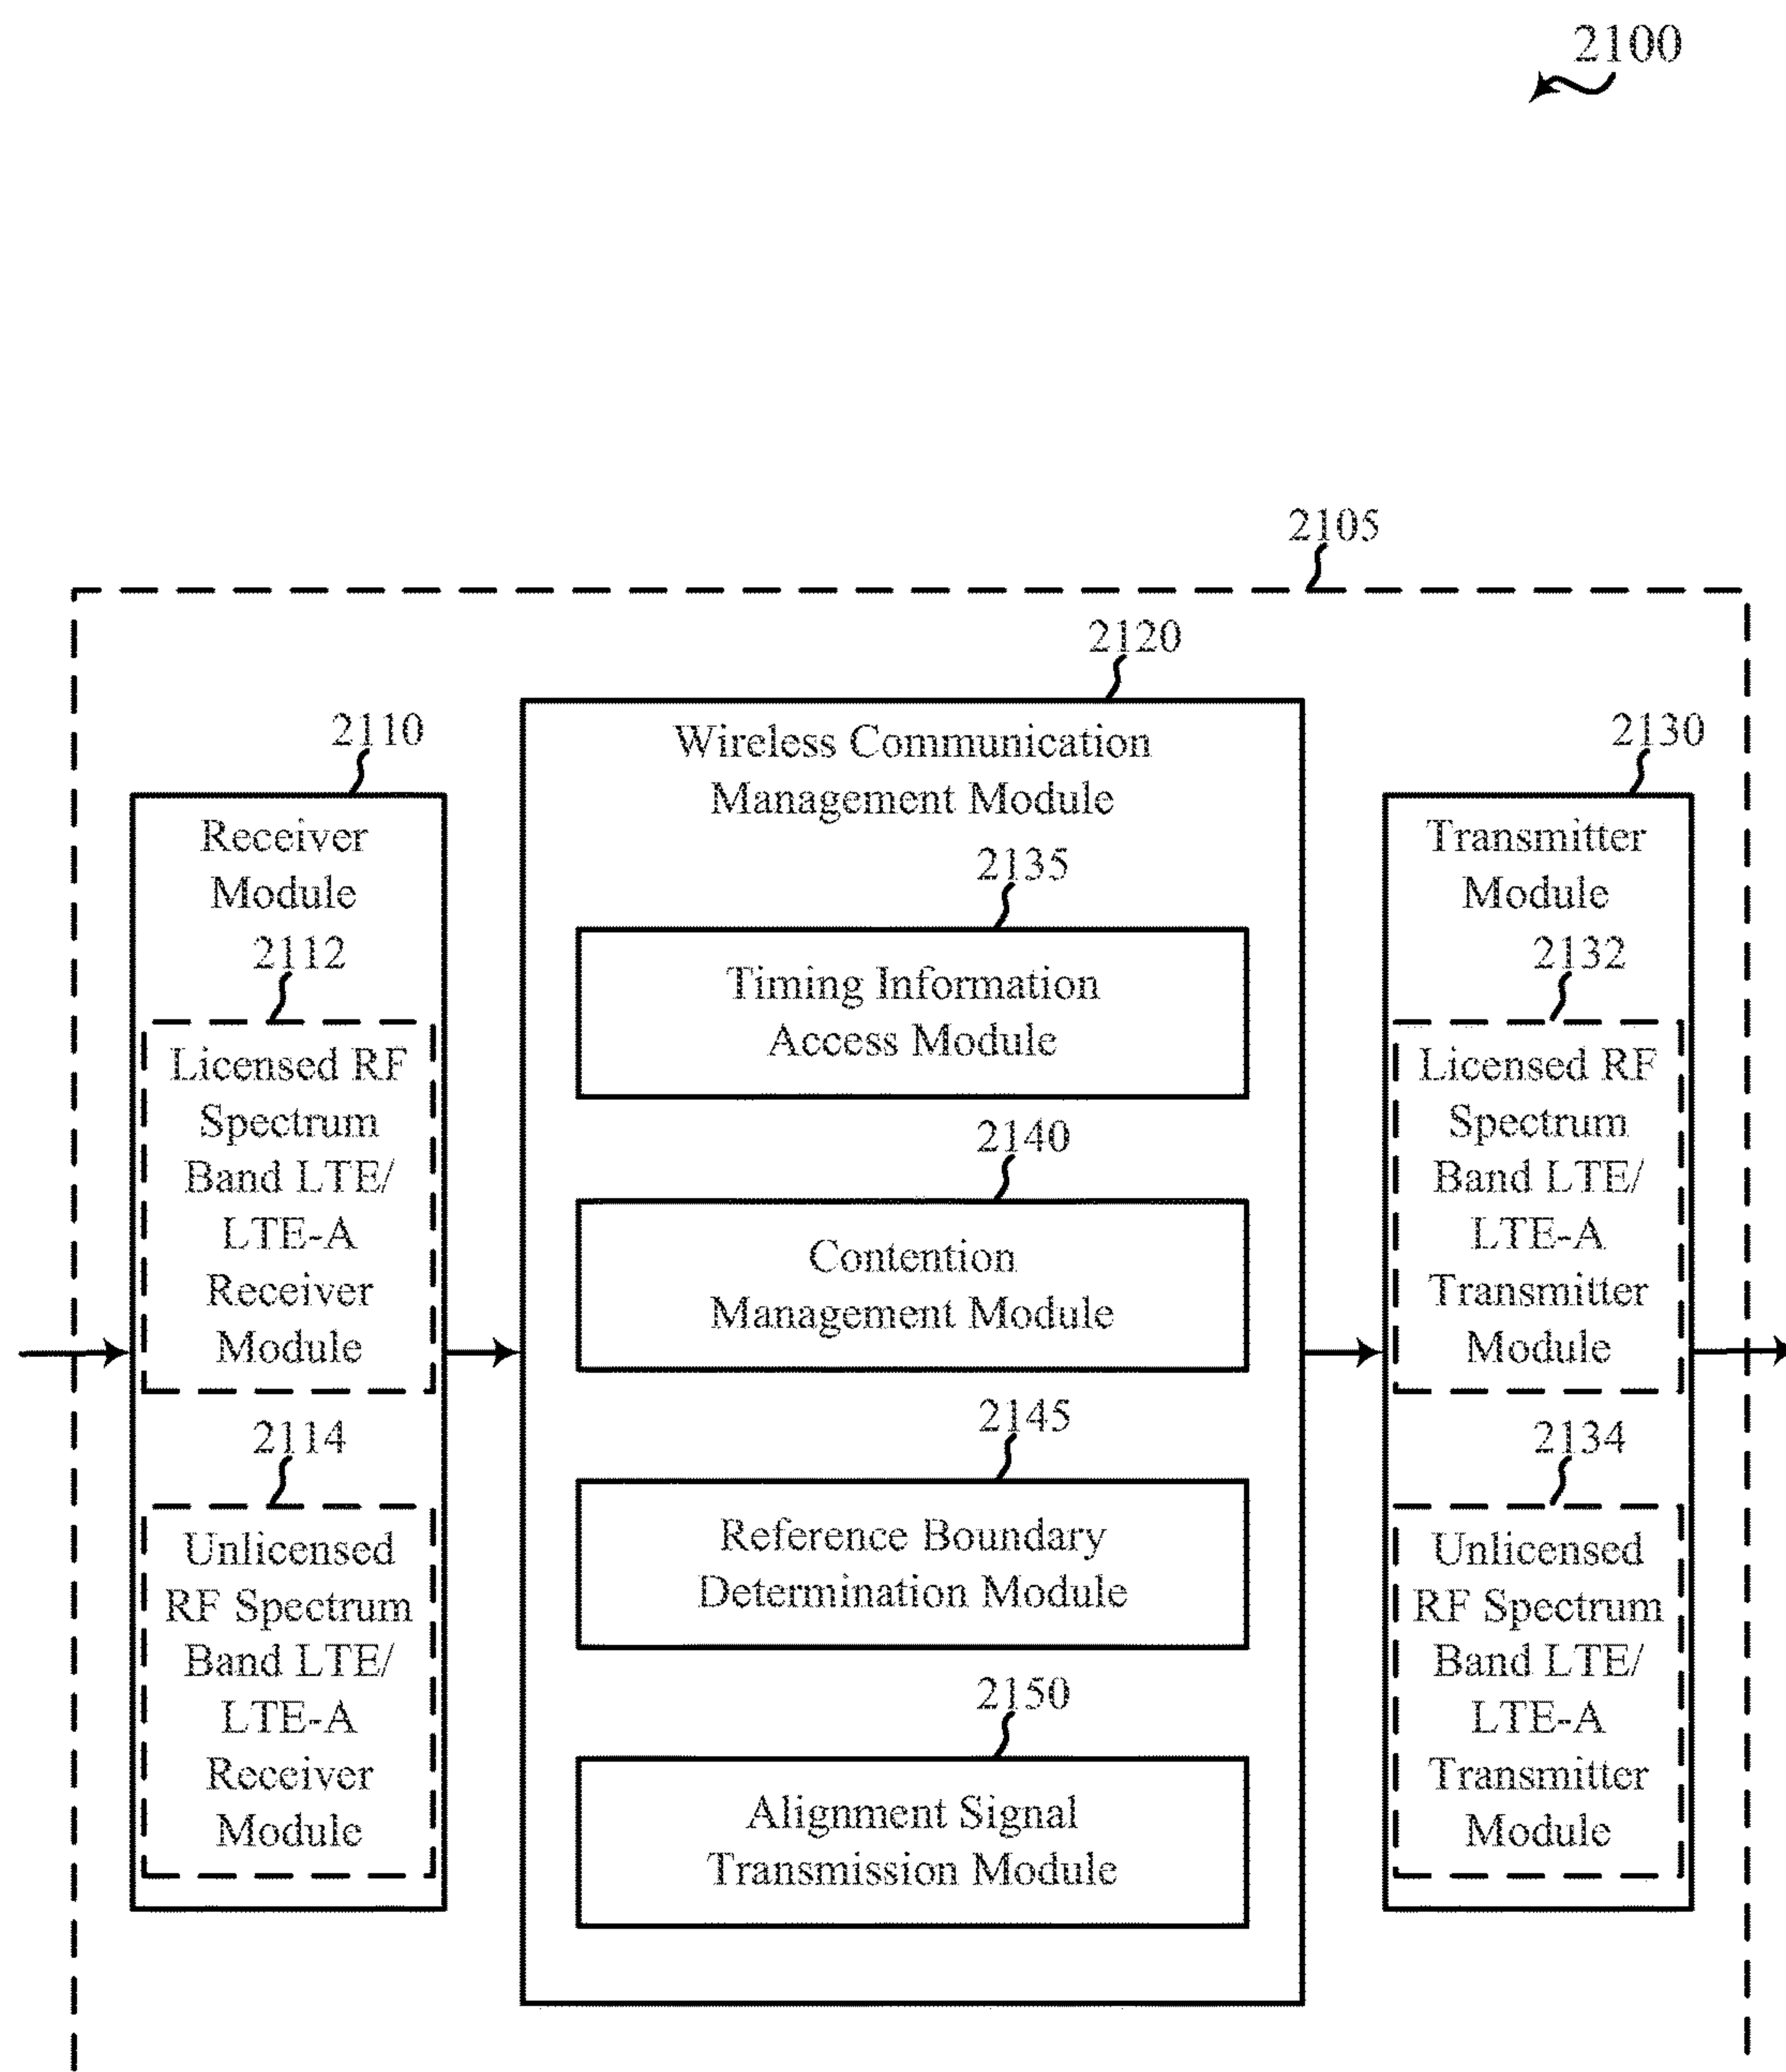 2100
2105
2120
2110
2130
Wireless Communication
Management Module
Receiver
Module
Transmitter
Module
2135
2112
2132
Timing Information
Access Module
Licensed RF
Spectrum
Band LTE/
LTE-A
Receiver
Module
Licensed RF
Spectrum
Band LTE/
LTE-A
Transmitter
Module
2140
Contention
Management Module
2145
2114
2134
Reference Boundary
Determination Module
Unlicensed
RF Spectrum
Band LTE/
LTE-A
Receiver
Module
Unlicensed
RF Spectrum
Band LTE/
LTE-A
Transmitter
Module
2150
Alignment Signal
Transmission Module